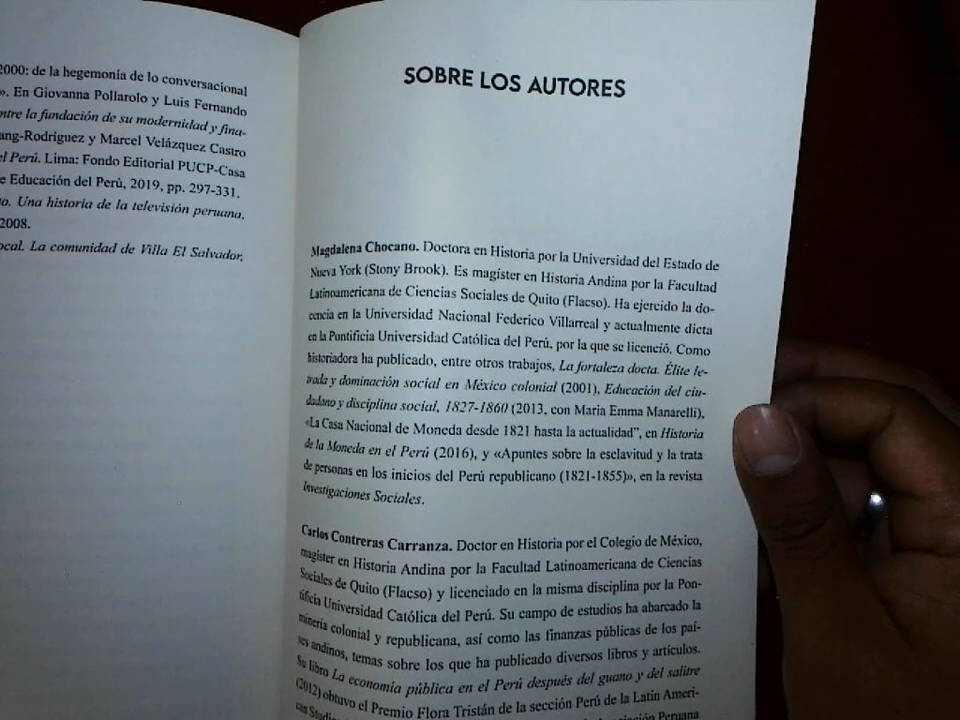 2000: de la hegemonía de lo conversacional
». En Giovanna Pollarolo y Luis Fernando
ntre la fundación de su modernidad y fina-
ang-Rodríguez y Marcel Velázquez Castro
el Perú. Lima: Fondo Editorial PUCP-Casa
e Educación del Perú, 2019, pp. 297-331.
o. Una historia de la televisión peruana.
2008.
ocal. La comunidad de Villa El Salvador,
SOBRE LOS AUTORES
Magdalena Chocano. Doctora en Historia por la Universidad del Estado de
Nueva York (Stony Brook). Es magíster en Historia Andina por la Facultad
Latinoamericana de Ciencias Sociales de Quito (Flacso). Ha ejercido la do-
cencia en la Universidad Nacional Federico Villarreal y actualmente dicta
en la Pontificia Universidad Católica del Perú, por la que se licenció. Como
historiadora ha publicado, entre otros trabajos, La fortaleza docta. Élite le-
trada y dominación social en México colonial (2001), Educación del ciu-
dadano y disciplina social, 1827-1860 (2013, con Maria Emma Manarelli),
«La Casa Nacional de Moneda desde 1821 hasta la actualidad”, en Historia
de la Moneda en el Perú (2016), y «Apuntes sobre la esclavitud y la trata
de personas en los inicios del Perú republicano (1821-1855)», en la revista
Investigaciones Sociales.
Carlos Contreras Carranza. Doctor en Historia por el Colegio de México,
magíster en Historia Andina por la Facultad Latinoamericana de Ciencias
Sociales de Quito (Flacso) y licenciado en la misma disciplina por la Pon-
tificia Universidad Católica del Perú. Su campo de estudios ha abarcado la
minería colonial y republicana, así como las finanzas públicas de los paí-
ses andinos, temas sobre los que ha publicado diversos libros y artículos.
Su libro La economía pública en el Perú después del guano y del salitre
(2012) obtuvo el Premio Flora Tristán de la sección Perú de la Latin Ameri-
can Peruana